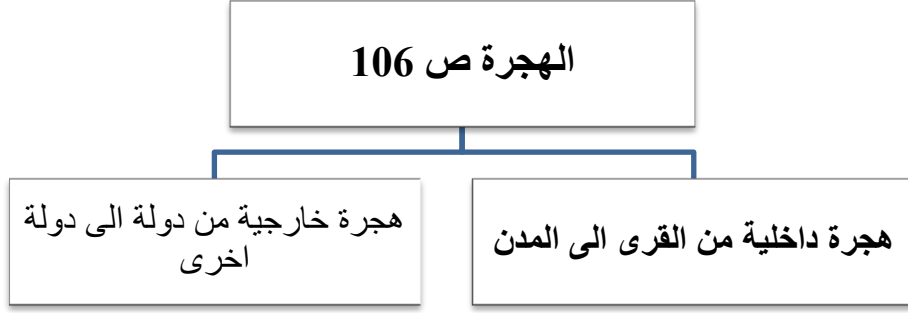 الهجرة ص 106
هجرة داخلية من القرى الى المدن
هجرة خارجية من دولة الى دولة
اخرى